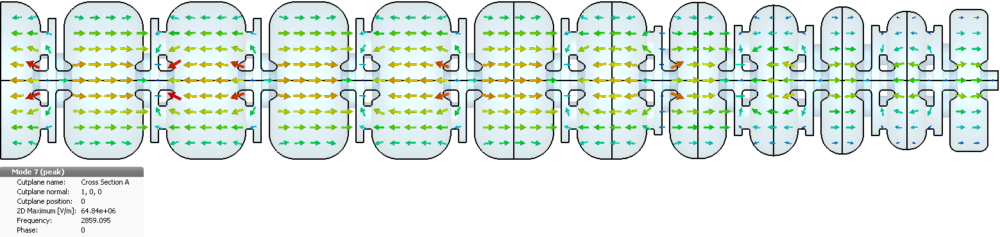 Mode 7 (peak)
Cutplane name: Cross Section A
Cutplane normal: 1, 0, 0
Cutplane position: 0
2D Maximum [V/m]: 64.84e+06
Frequency: 2859.095
Phase: 0